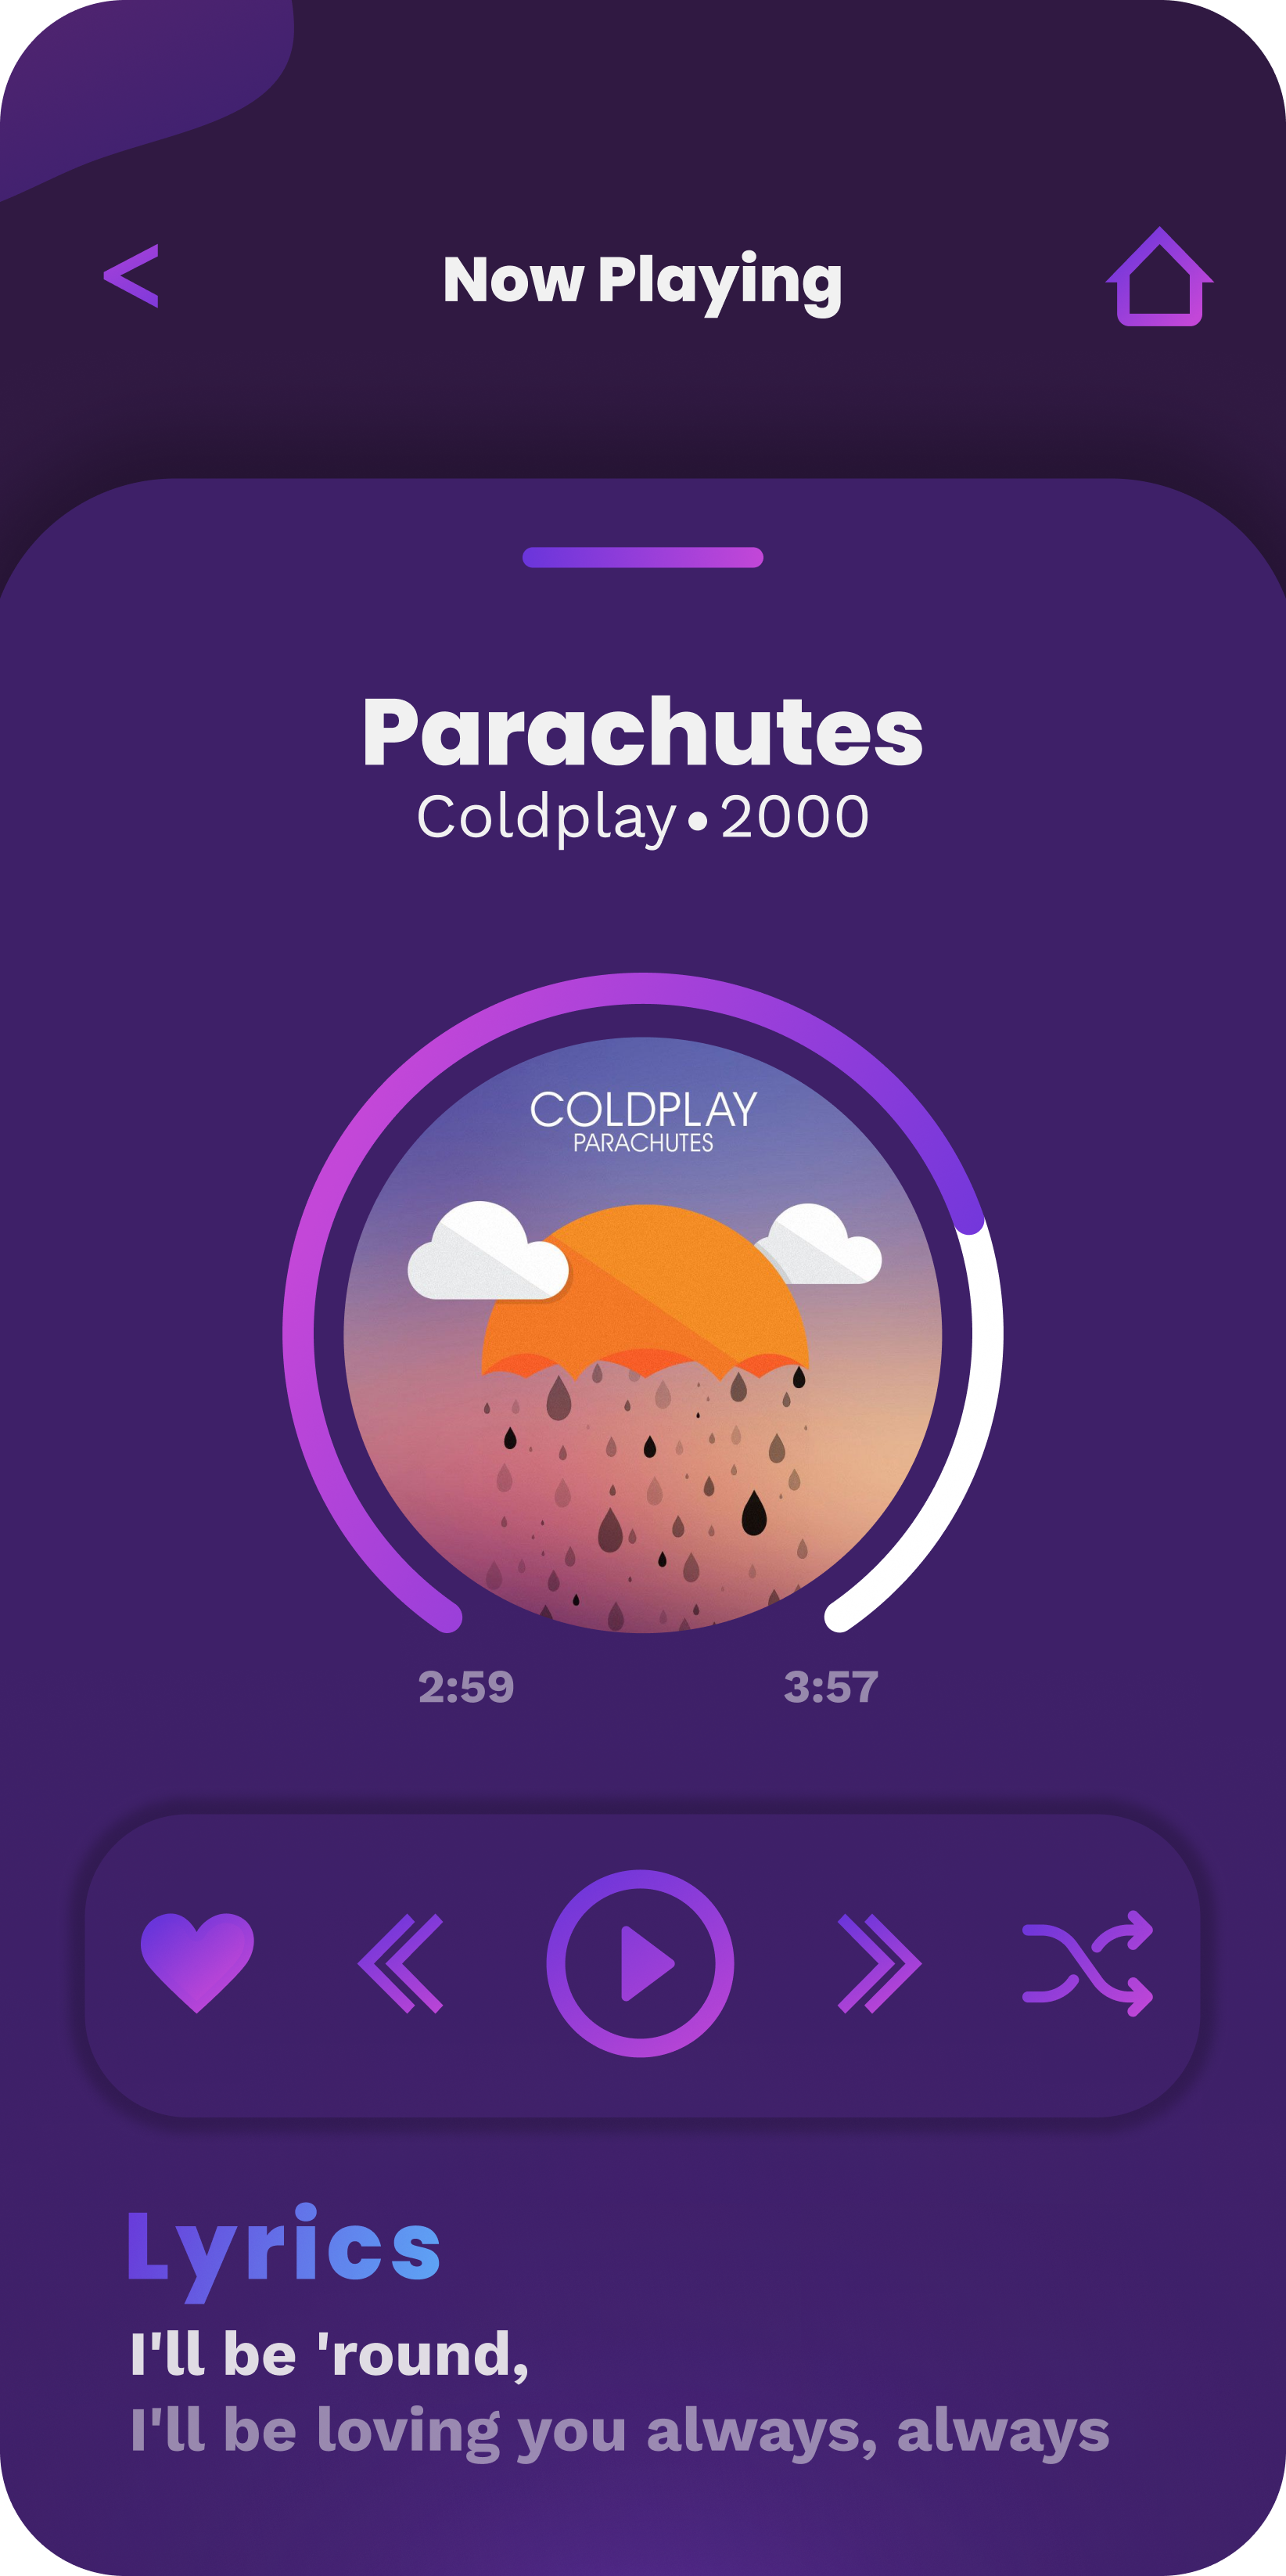 < Now Playing
Parachutes
Coldplay•2000
COLDPLAY
PARACHUTES
2:59 3:57
Lyrics
I'll be 'round,
I'll be loving you always, always